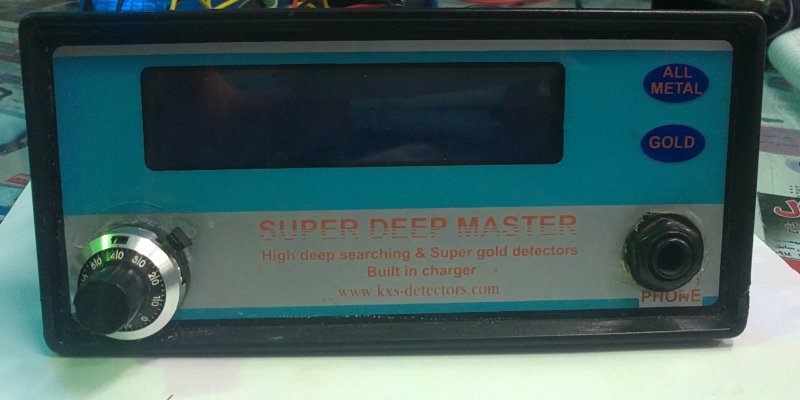 ALL
METAL
GOLD
SUPER DEEP MASTER
High deep searching & Super gold detectors
Built in charger
www.kxs-detectors.com
PHONE